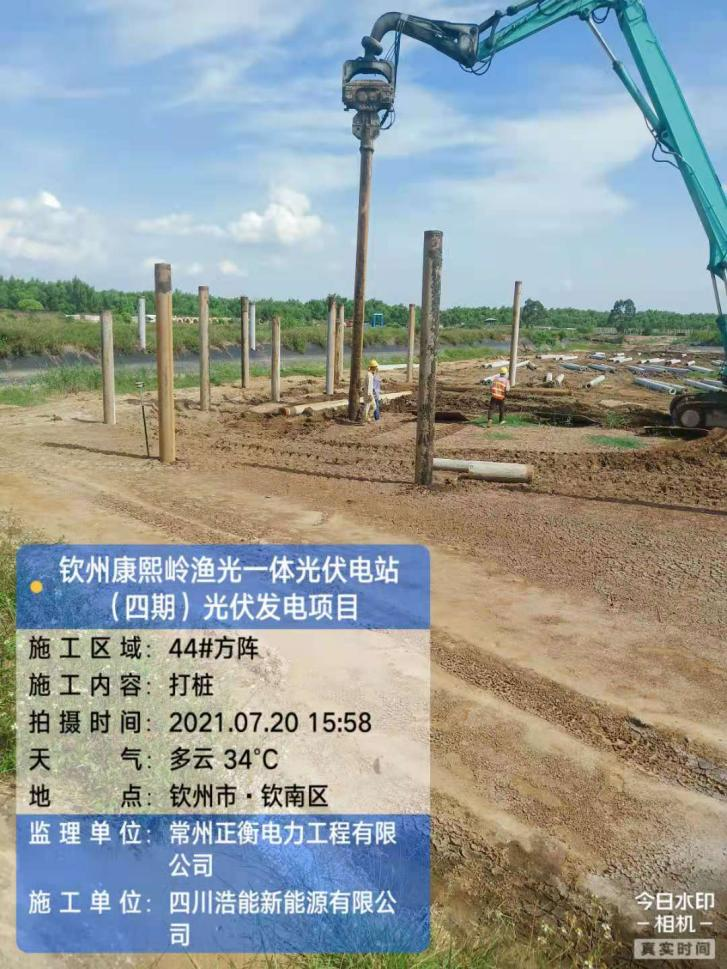 钦州康熙岭渔光一体光伏电站
（四期）光伏发电项目
施工区域：44#方阵
施工内容：打桩
拍摄时间：2021.07.20 15:58
天气：多云 34℃
地点：钦州市·钦南区
监理单位：常州正衡电力工程有限
公司
施工单位：四川浩能新能源有限公
司
今日水印
相机
真实时间